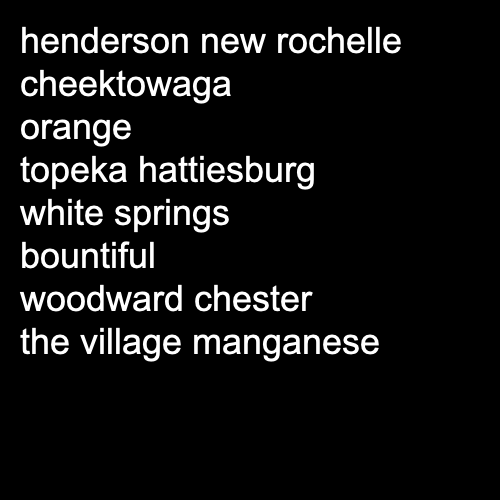 henderson new rochelle
cheektowaga
orange
topeka hattiesburg
white springs
bountiful
woodward chester
the village manganese